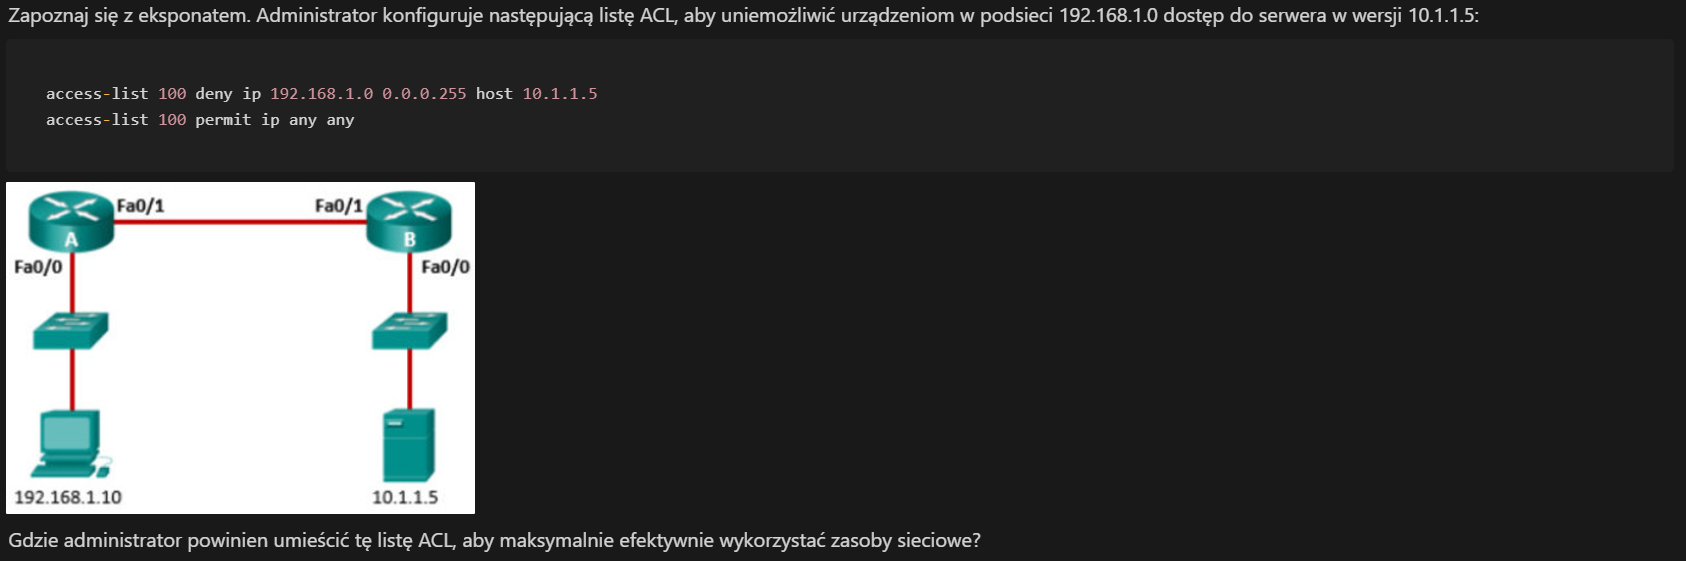 Zapoznaj się z eksponatem. Administrator konfiguruje następującą listę ACL, aby uniemożliwić urządzeniom w podsieci 192.168.1.0 dostęp do serwera w wersji 10.1.1.5:
access-list 100 deny ip 192.168.1.0 0.0.0.255 host 10.1.1.5
access-list 100 permit ip any any
Fa0/1 Fa0/1
A B
Fa0/0 Fa0/0
192.168.1.10 10.1.1.5
Gdzie administrator powinien umieścić tę listę ACL, aby maksymalnie efektywnie wykorzystać zasoby sieciowe?